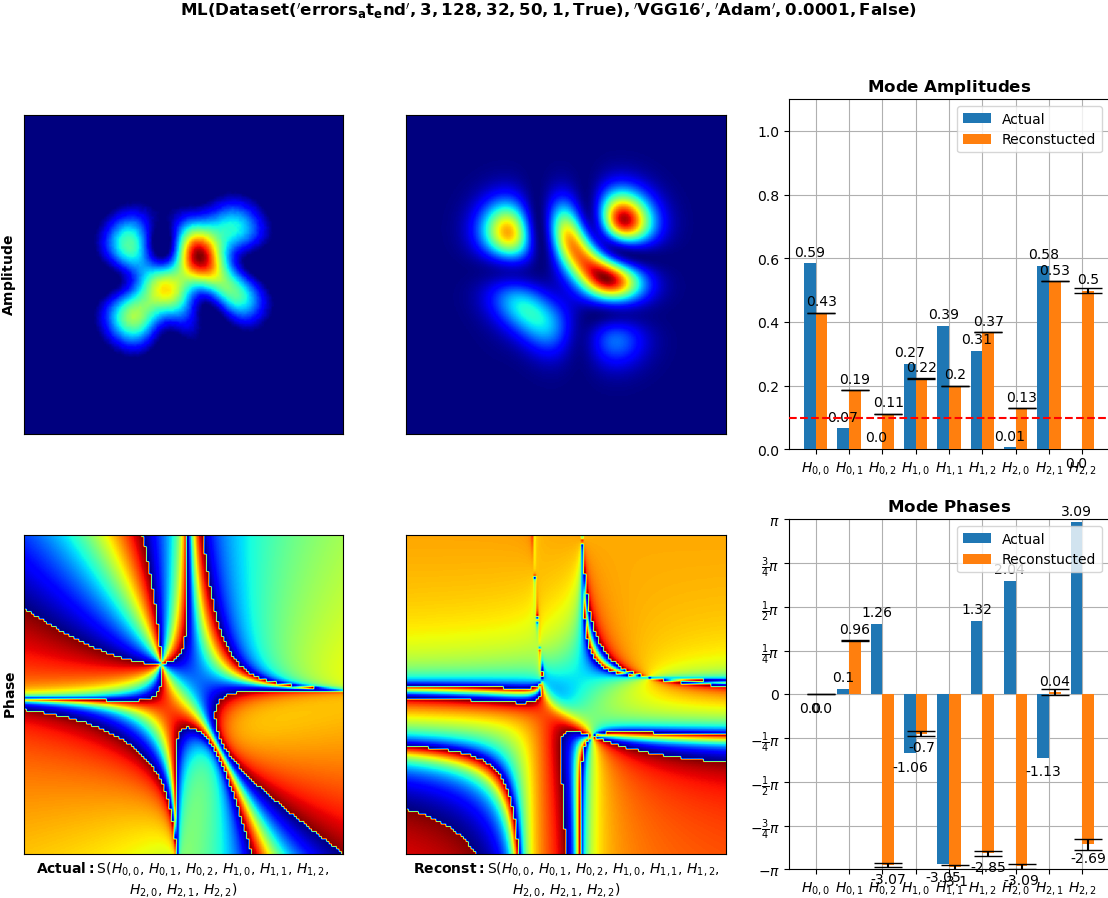 ML(Dataset('errors_at_end', 3, 128, 32, 50, 1, True), 'VGG16', 'Adam', 0.0001, False)
Mode Amplitudes
Amplitude
Actual
Reconstucted
1.0
0.8
0.6
0.4
0.2
0.0
0.59 0.43 0.07 0.19 0.0 0.11 0.27 0.22 0.39 0.2 0.31 0.37 0.01 0.13 0.58 0.53 0.0 0.5
H0,0 H0,1 H0,2 H1,0 H1,1 H1,2 H2,0 H2,1 H2,2
Mode Phases
Phase
Actual
Reconstucted
π
3/4π
1/2π
1/4π
0
−1/4π
−1/2π
−3/4π
−π
0.0 0.0 0.1 0.96 1.26 -3.07 -1.06 -0.7 -3.05 -3.1 1.32 -2.85 2.04 -3.09 -1.13 0.04 3.09 -2.69
H0,0 H0,1 H0,2 H1,0 H1,1 H1,2 H2,0 H2,1 H2,2
Actual: S(H0,0, H0,1, H0,2, H1,0, H1,1, H1,2,
H2,0, H2,1, H2,2)
Reconst: S(H0,0, H0,1, H0,2, H1,0, H1,1, H1,2,
H2,0, H2,1, H2,2)